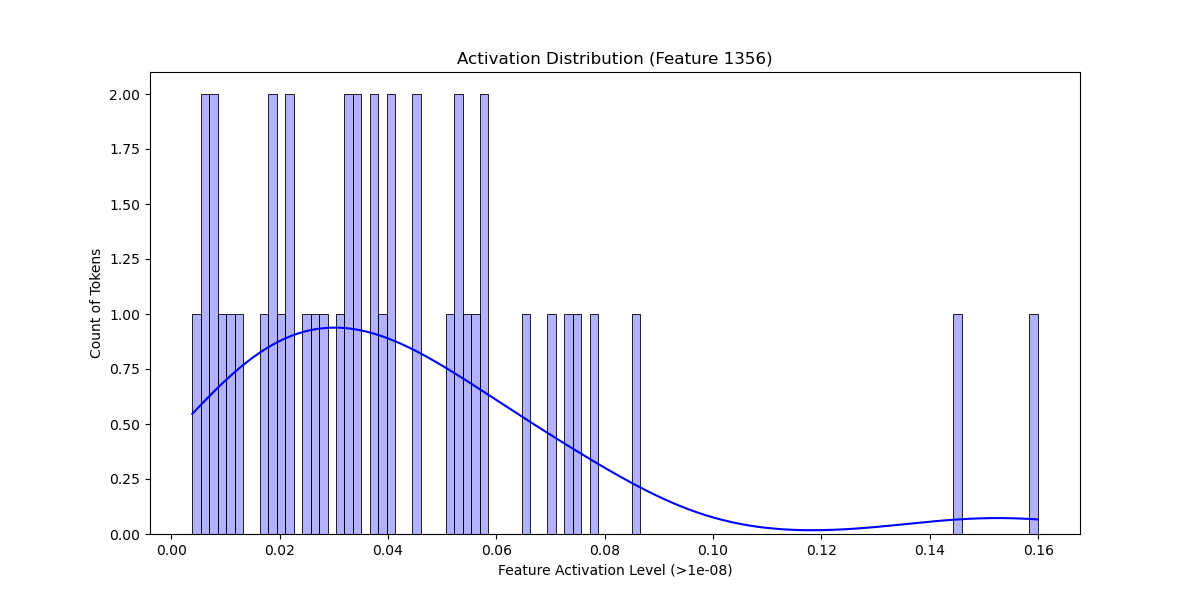 Activation Distribution (Feature 1356)
2.00
1.75
1.50
1.25
1.00
0.75
0.50
0.25
0.00
Count of Tokens
0.00 0.02 0.04 0.06 0.08 0.10 0.12 0.14 0.16
Feature Activation Level (>1e-08)